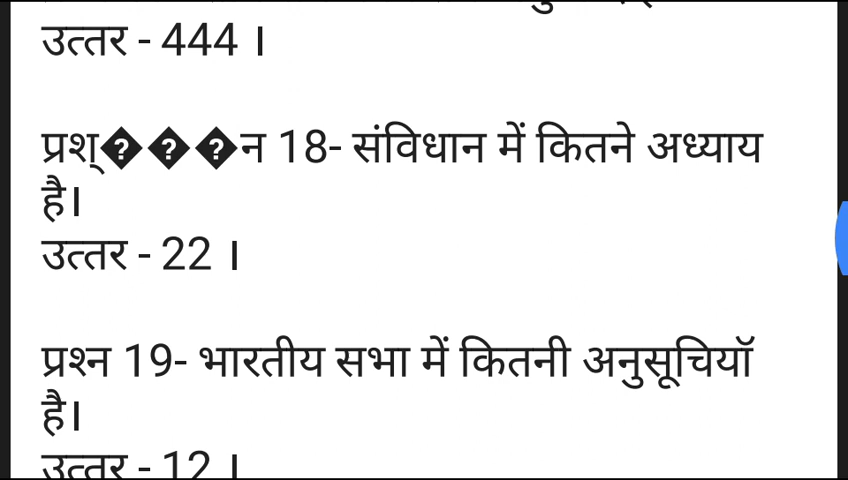 उत्तर - 444 ।
प्रश्���न 18- संविधान में कितने अध्याय
है।
उत्तर - 22 ।
प्रश्न 19- भारतीय सभा में कितनी अनुसूचियॉ
है।
उत्तर - 12 ।